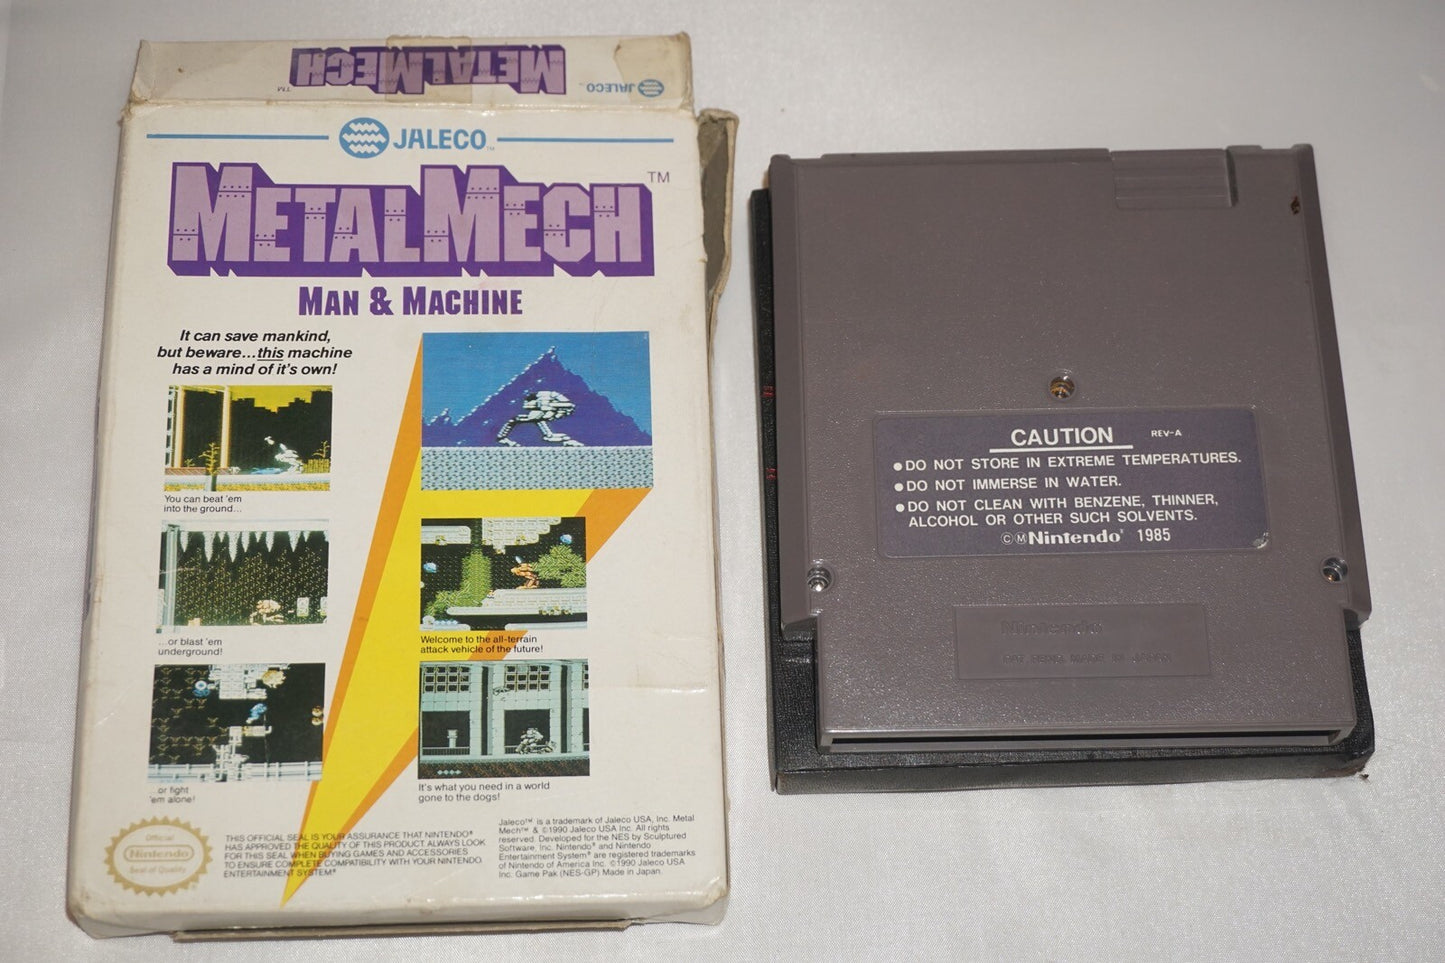 METALMECH™
JALECO
JALECO™
METALMECH™
MAN & MACHINE
It can save mankind,
but beware...this machine
has a mind of it's own!
You can beat 'em
into the ground...
...or blast 'em
underground!
...or fight
'em alone!
Welcome to the all-terrain
attack vehicle of the future!
It's what you need in a world
gone to the dogs!
Official
Nintendo
Seal of Quality
THIS OFFICIAL SEAL IS YOUR ASSURANCE THAT NINTENDO®
HAS APPROVED THE QUALITY OF THIS PRODUCT. ALWAYS LOOK
FOR THIS SEAL WHEN BUYING GAMES AND ACCESSORIES
TO ENSURE COMPLETE COMPATIBILITY WITH YOUR NINTENDO
ENTERTAINMENT SYSTEM®
Jaleco™ is a trademark of Jaleco USA, Inc. Metal
Mech™ & ©1990 Jaleco USA Inc. All rights
reserved. Developed for the NES by Sculptured
Software, Inc. Nintendo® and Nintendo
Entertainment System® are registered trademarks
of Nintendo of America Inc. ©1990 Jaleco USA
Inc. Game Pak (NES-GP) Made in Japan.
CAUTION REV-A
●DO NOT STORE IN EXTREME TEMPERATURES.
●DO NOT IMMERSE IN WATER.
●DO NOT CLEAN WITH BENZENE, THINNER,
ALCOHOL OR OTHER SUCH SOLVENTS.
©ⓂNintendo® 1985
Nintendo
PAT. PEND. MADE IN JAPAN